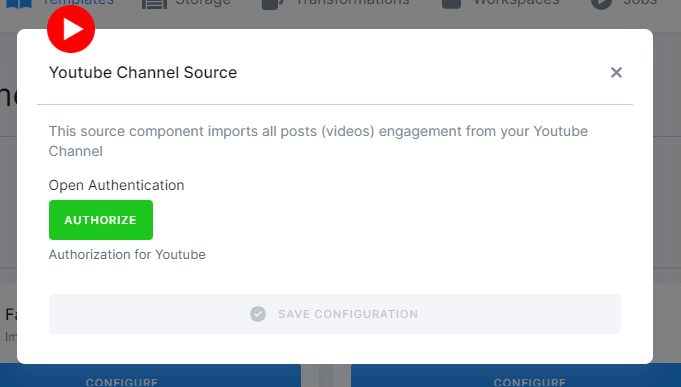 Templates
Storage
Transformations
Workspaces
Jobs
Youtube Channel Source
This source component imports all posts (videos) engagement from your Youtube
Channel
Open Authentication
AUTHORIZE
Authorization for Youtube
SAVE CONFIGURATION
CONFIGURE
CONFIGURE